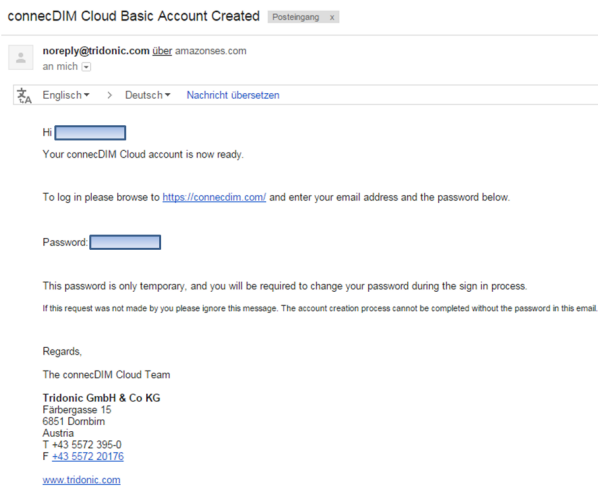 connecDIM Cloud Basic Account Created Posteingang x
noreply@tridonic.com über amazonses.com
an mich
Englisch > Deutsch Nachricht übersetzen
Hi
Your connecDIM Cloud account is now ready.
To log in please browse to https://connecdim.com/ and enter your email address and the password below.
Password:
This password is only temporary, and you will be required to change your password during the sign in process.
If this request was not made by you please ignore this message. The account creation process cannot be completed without the password in this email.
Regards,
The connecDIM Cloud Team
Tridonic GmbH & Co KG
Färbergasse 15
6851 Dornbirn
Austria
T +43 5572 395-0
F +43 5572 20176
www.tridonic.com